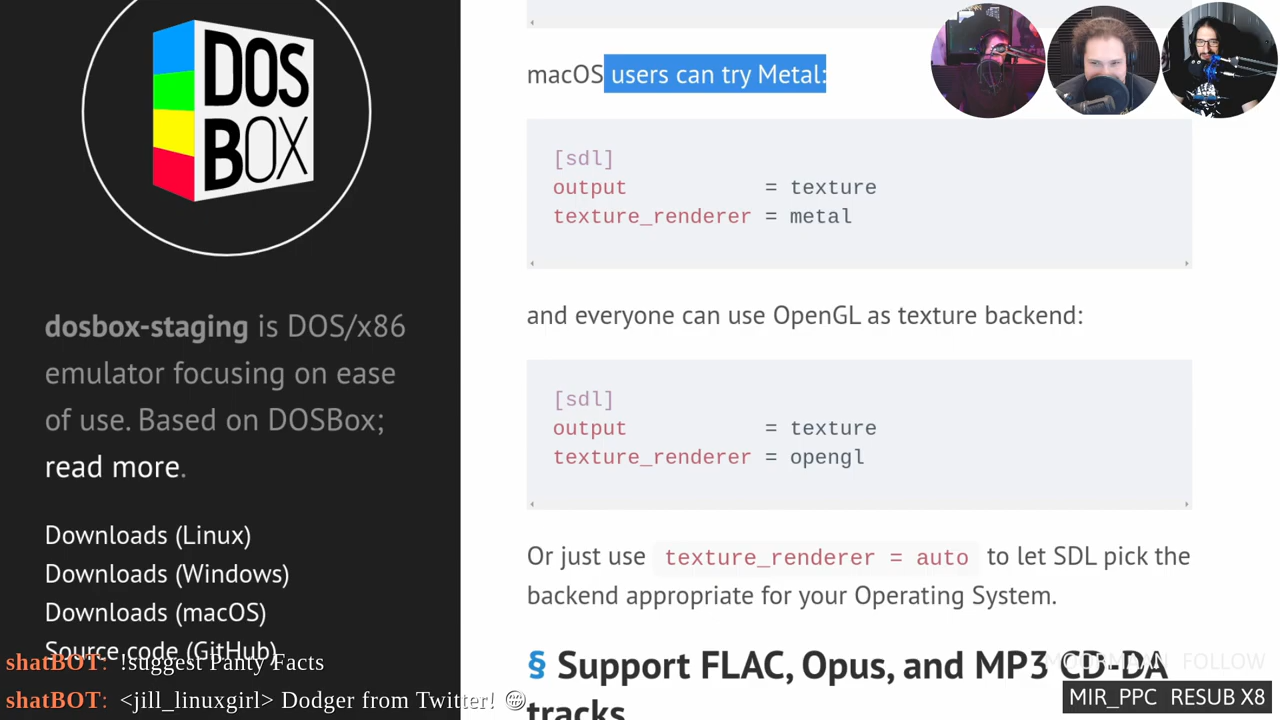 DOS
BOX
dosbox-staging is DOS/x86
emulator focusing on ease
of use. Based on DOSBox;
read more.
Downloads (Linux)
Downloads (Windows)
Downloads (macOS)
Source code (GitHub)
macOS users can try Metal:
[sdl]
output = texture
texture_renderer = metal
and everyone can use OpenGL as texture backend:
[sdl]
output = texture
texture_renderer = opengl
Or just use texture_renderer = auto to let SDL pick the
backend appropriate for your Operating System.
§ Support FLAC, Opus, and MP3 CD-DA
tracks
shatBOT: !suggest Panty Facts
shatBOT: <jill_linuxgirl> Dodger from Twitter! 😀
FOLLOW
MIR_PPC RESUB X8